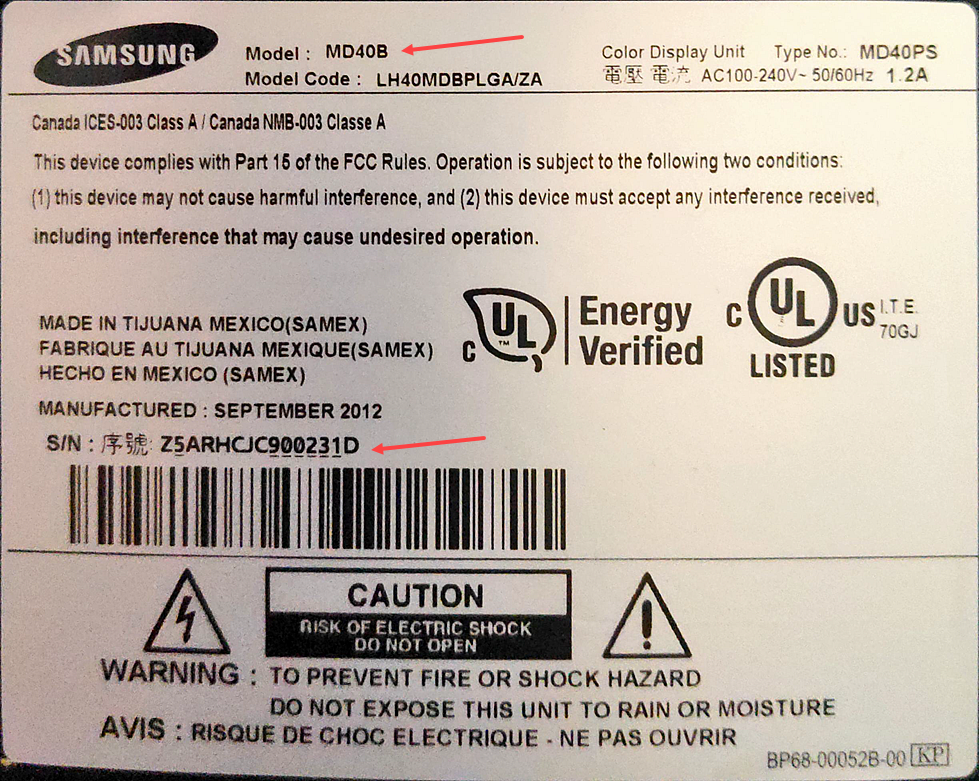 SAMSUNG
Model : MD40B
Model Code : LH40MDBPLGA/ZA
Color Display Unit Type No.: MD40PS
電壓 電流 AC100-240V~ 50/60Hz 1.2A
Canada ICES-003 Class A / Canada NMB-003 Classe A
This device complies with Part 15 of the FCC Rules. Operation is subject to the following two conditions:
(1) this device may not cause harmful interference, and (2) this device must accept any interference received,
including interference that may cause undesired operation.
MADE IN TIJUANA MEXICO(SAMEX)
FABRIQUE AU TIJUANA MEXIQUE(SAMEX)
HECHO EN MEXICO (SAMEX)
MANUFACTURED : SEPTEMBER 2012
S/N : 序號: Z5ARHCJC900231D
C UL TM
Energy
Verified
C UL US
LISTED
I.T.E.
70GJ
CAUTION
RISK OF ELECTRIC SHOCK
DO NOT OPEN
WARNING : TO PREVENT FIRE OR SHOCK HAZARD
DO NOT EXPOSE THIS UNIT TO RAIN OR MOISTURE
AVIS : RISQUE DE CHOC ELECTRIQUE - NE PAS OUVRIR
BP68-00052B-00 KP